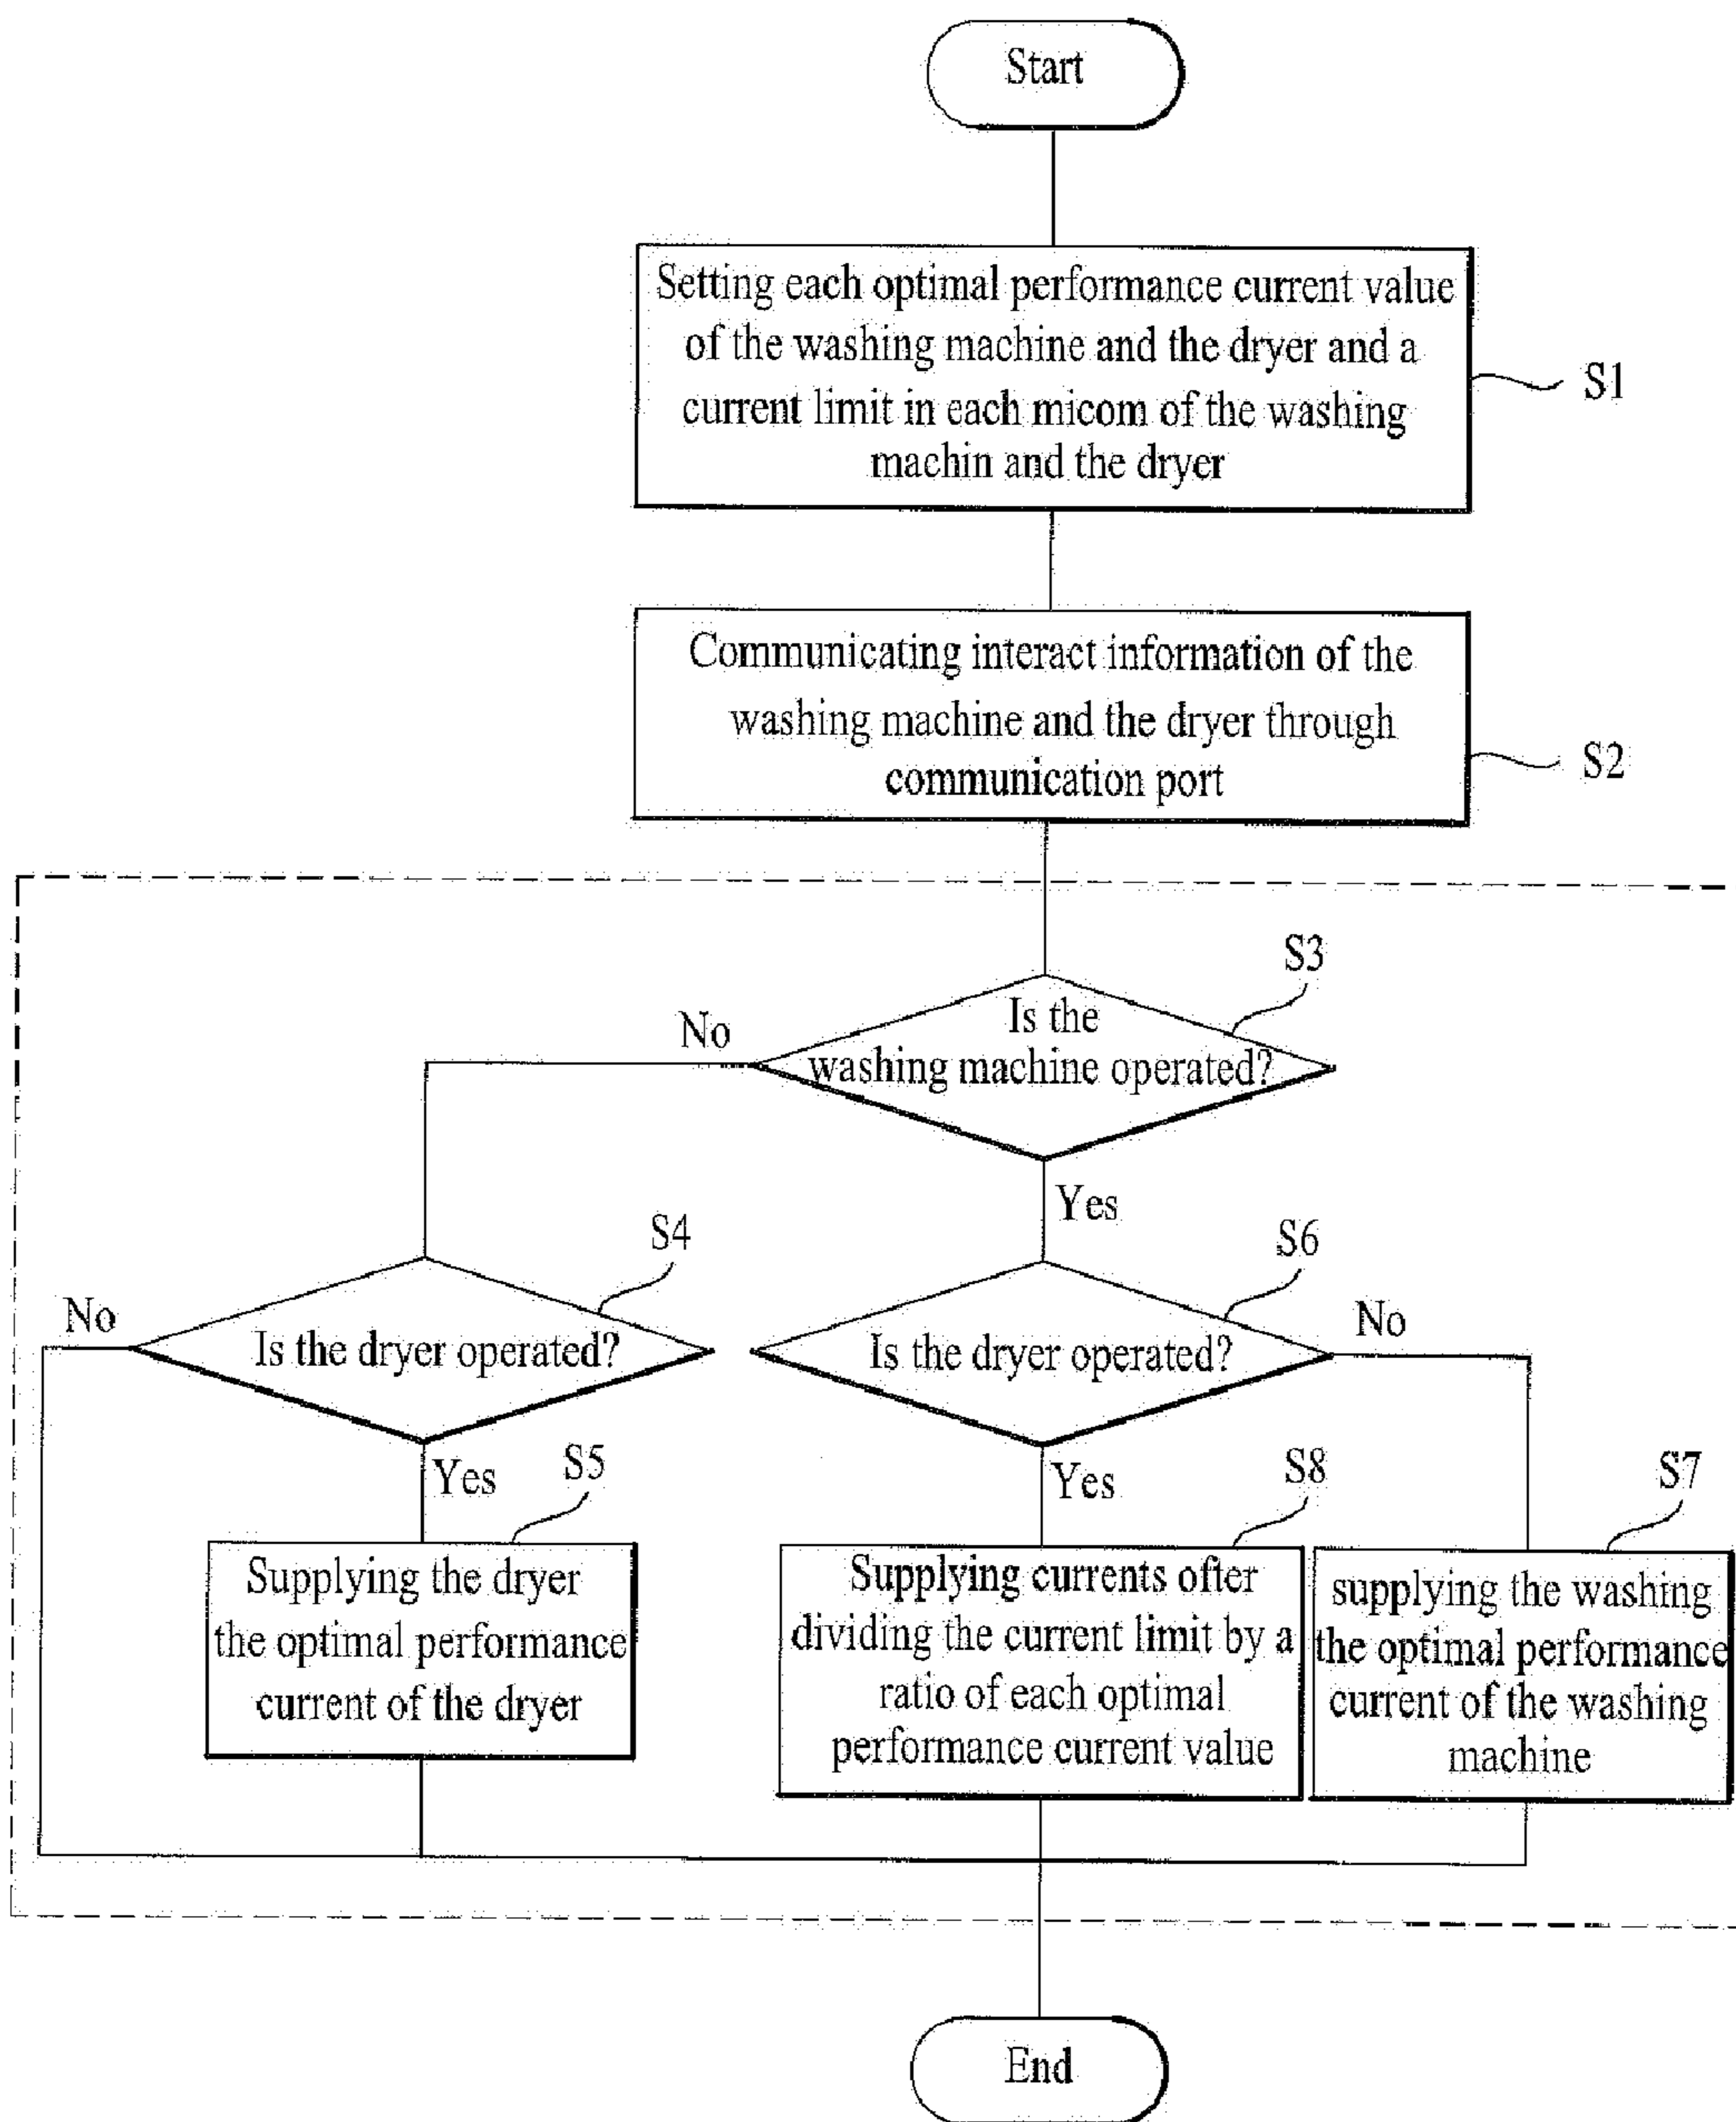 Start
Setting each optimal performance current value
of the washing machine and the dryer and a
current limit in each micom of the washing
machin and the dryer
S1
Communicating interact information of the
washing machine and the dryer through
communication port
S2
S3
Is the
washing machine operated?
No
Yes
S4
Is the dryer operated?
No
Yes
S6
Is the dryer operated?
No
Yes
S5
Supplying the dryer
the optimal performance
current of the dryer
S8
Supplying currents ofter
dividing the current limit by a
ratio of each optimal
performance current value
S7
supplying the washing
the optimal performance
current of the washing
machine
End